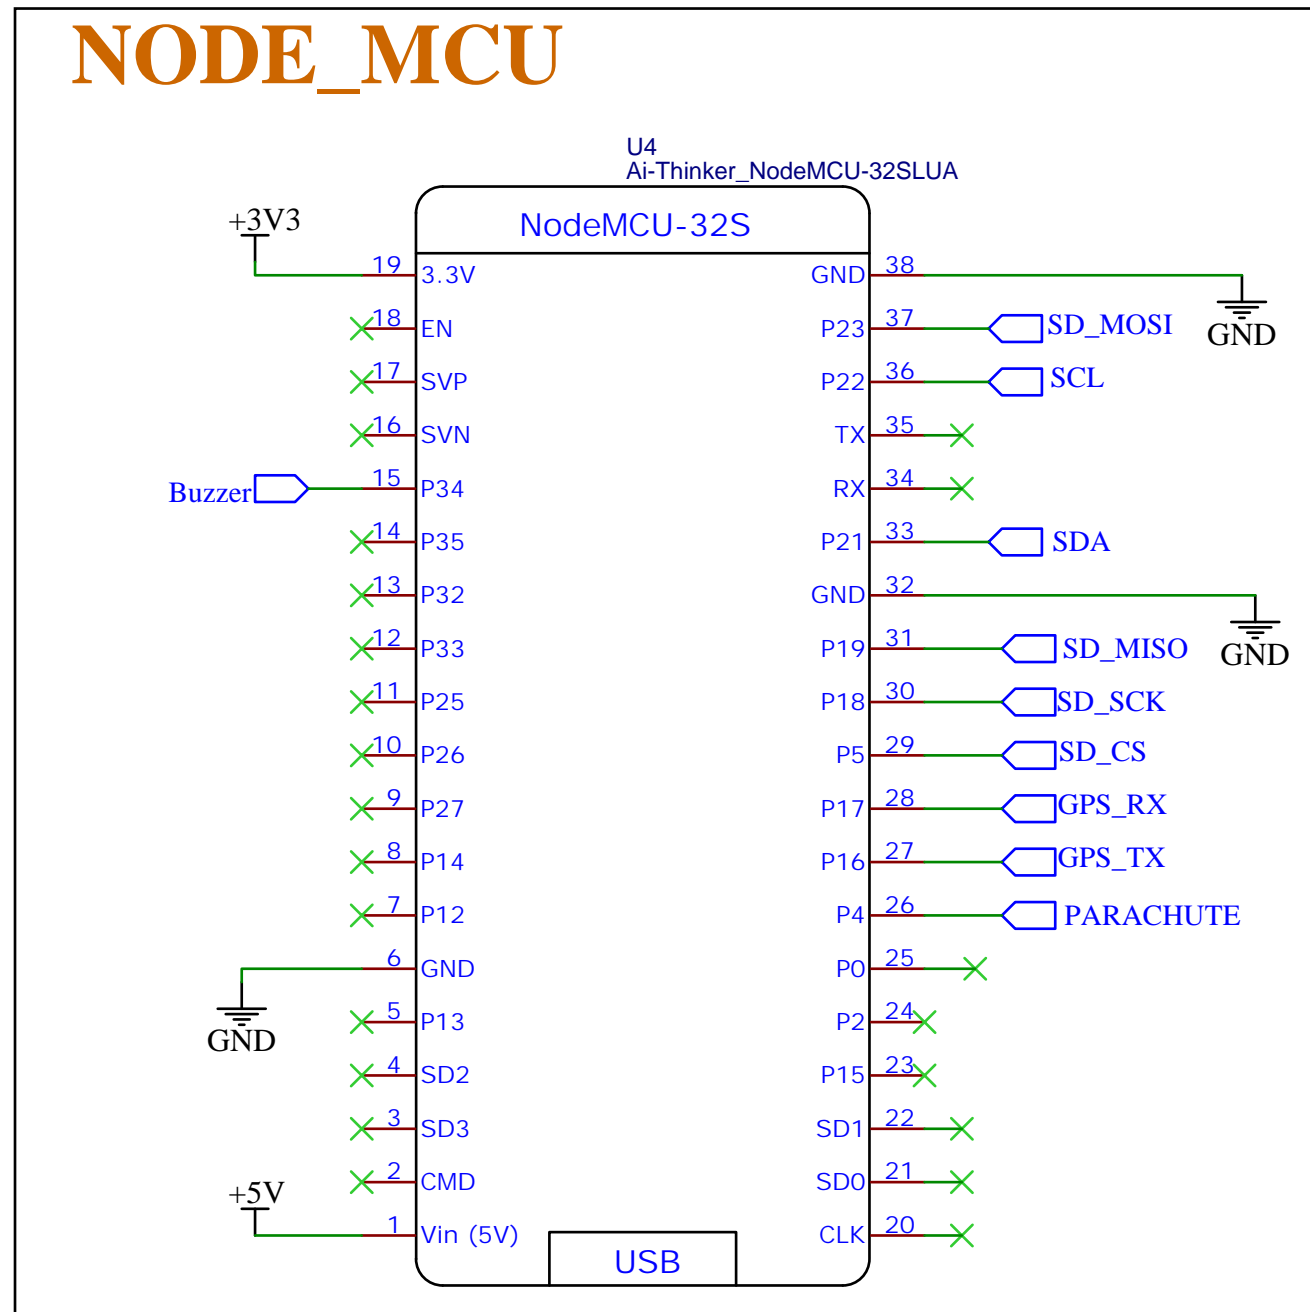 NODE_MCU
U4
Ai-Thinker_NodeMCU-32SLUA
NodeMCU-32S
+3V3
19 3.3V
GND 38
GND
18 EN
P23 37 SD_MOSI
17 SVP
P22 36 SCL
16 SVN
TX 35
Buzzer 15 P34
RX 34
14 P35
P21 33 SDA
13 P32
GND 32
GND
12 P33
P19 31 SD_MISO
11 P25
P18 30 SD_SCK
10 P26
P5 29 SD_CS
9 P27
P17 28 GPS_RX
8 P14
P16 27 GPS_TX
7 P12
P4 26 PARACHUTE
6 GND
GND
P0 25
5 P13
P2 24
4 SD2
P15 23
3 SD3
SD1 22
2 CMD
SD0 21
+5V
1 Vin (5V)
CLK 20
USB